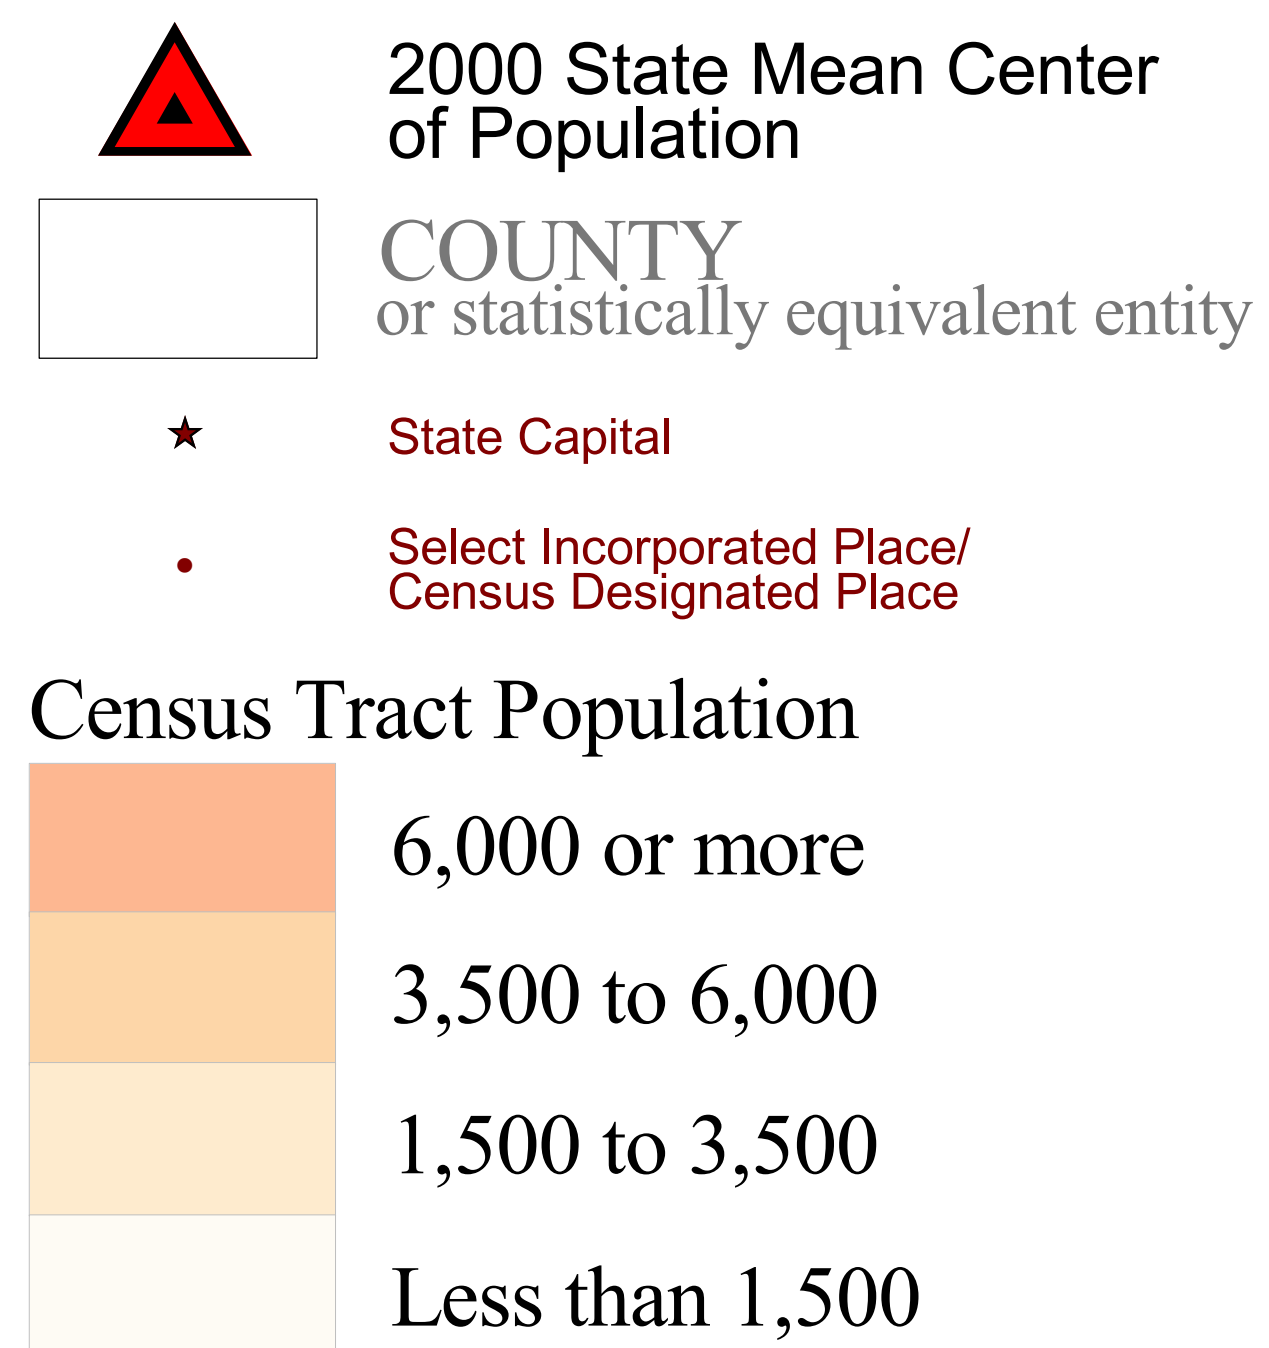 2000 State Mean Center
of Population
COUNTY
or statistically equivalent entity
State Capital
Select Incorporated Place/
Census Designated Place
Census Tract Population
6,000 or more
3,500 to 6,000
1,500 to 3,500
Less than 1,500